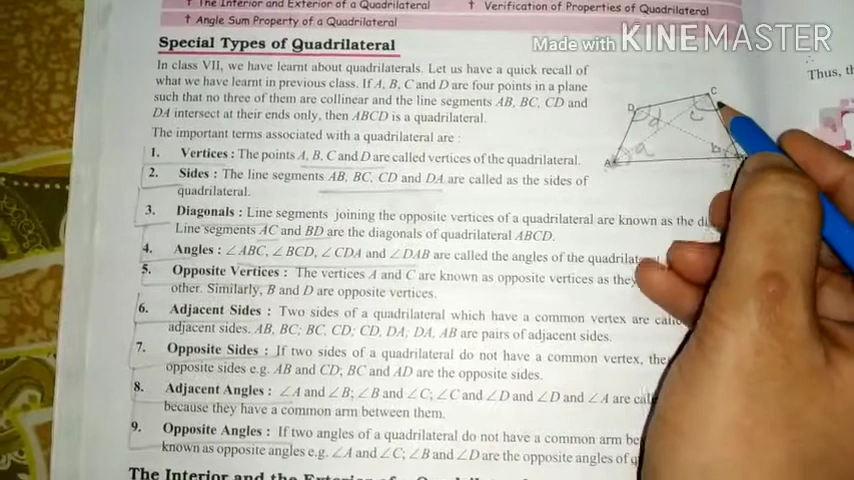 † The Interior and Exterior of a Quadrilateral † Verification of Properties of Quadrilateral
† Angle Sum Property of a Quadrilateral
Made with KINEMASTER
Special Types of Quadrilateral
In class VII, we have learnt about quadrilaterals. Let us have a quick recall of
what we have learnt in previous class. If A, B, C and D are four points in a plane
such that no three of them are collinear and the line segments AB, BC, CD and
DA intersect at their ends only, then ABCD is a quadrilateral.
The important terms associated with a quadrilateral are :
1. Vertices : The points A, B, C and D are called vertices of the quadrilateral.
2. Sides : The line segments AB, BC, CD and DA are called as the sides of
quadrilateral.
3. Diagonals : Line segments joining the opposite vertices of a quadrilateral are known as the
Line segments AC and BD are the diagonals of quadrilateral ABCD.
4. Angles : ∠ABC, ∠BCD, ∠CDA and ∠DAB are called the angles of the
5. Opposite Vertices : The vertices A and C are known as opposite vertices as
other. Similarly, B and D are opposite vertices.
6. Adjacent Sides : Two sides of a quadrilateral which have a common vertex are
adjacent sides. AB, BC; BC, CD; CD, DA; DA, AB are pairs of adjacent sides.
7. Opposite Sides : If two sides of a quadrilateral do not have a common vertex,
opposite sides e.g. AB and CD; BC and AD are the opposite sides.
8. Adjacent Angles : ∠A and ∠B; ∠B and ∠C; ∠C and ∠D and ∠D and ∠A are
because they have a common arm between them.
9. Opposite Angles : If two angles of a quadrilateral do not have a common arm
known as opposite angles e.g. ∠A and ∠C; ∠B and ∠D are the opposite angles of
The Interior and the
D C
d c
A a b
Thus,